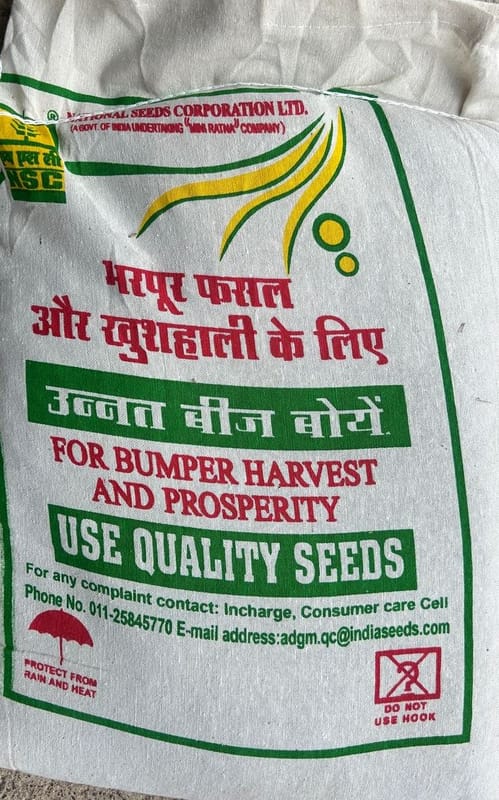 NATIONAL SEEDS CORPORATION LTD.
(A GOVT. OF INDIA UNDERTAKING "MINI RATNA" COMPANY)
®
एस सी
NSC
भरपूर फसल
और खुशहाली के लिए
उन्नत बीज बोयें.
FOR BUMPER HARVEST
AND PROSPERITY
USE QUALITY SEEDS
For any complaint contact: Incharge, Consumer care Cell
Phone No. 011-25845770 E-mail address:adgm.qc@indiaseeds.com
PROTECT FROM
RAIN AND HEAT
DO NOT
USE HOOK